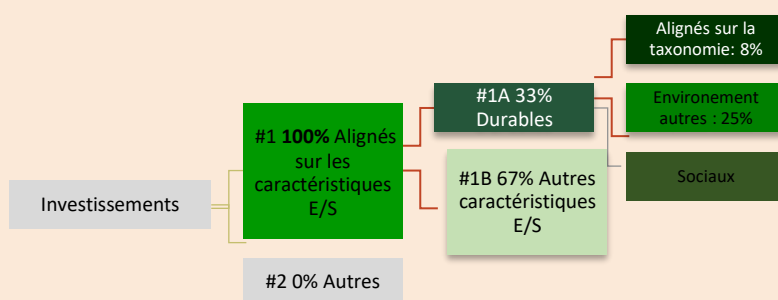 Investissements
#1 100% Alignés
sur les
caractéristiques
E/S
#2 0% Autres
#1A 33%
Durables
#1B 67% Autres
caractéristiques
E/S
Alignés sur la
taxonomie: 8%
Environement
autres : 25%
Sociaux